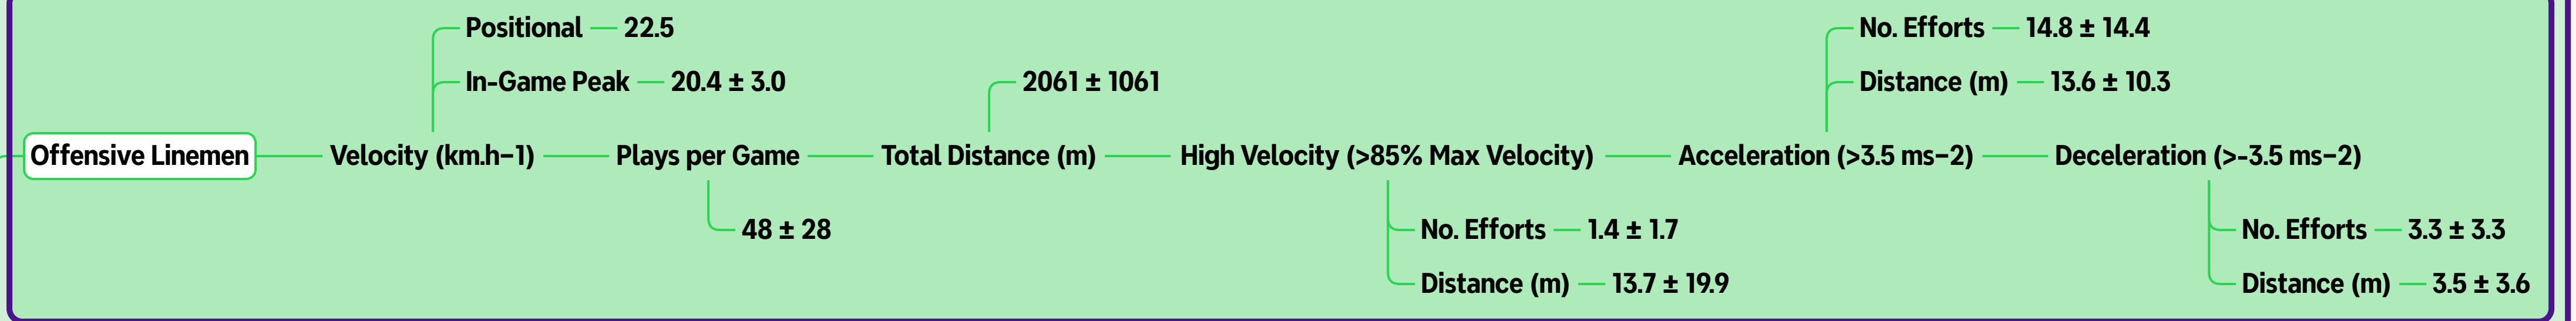 Positional
22.5
No. Efforts
14.8 ± 14.4
In-Game Peak
20.4 ± 3.0
2061 ± 1061
Distance (m)
13.6 ± 10.3
Offensive Linemen
Velocity (km.h−1)
Plays per Game
Total Distance (m)
High Velocity (>85% Max Velocity)
Acceleration (>3.5 ms−2)
Deceleration (>-3.5 ms−2)
48 ± 28
No. Efforts
1.4 ± 1.7
No. Efforts
3.3 ± 3.3
Distance (m)
13.7 ± 19.9
Distance (m)
3.5 ± 3.6